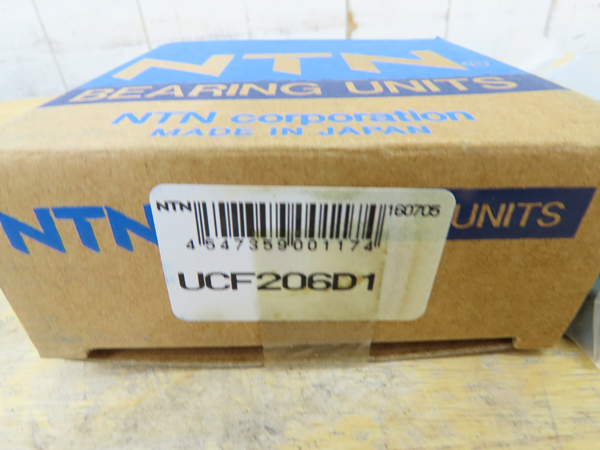 NTN
BEARING UNITS
NTN corporation
MADE IN JAPAN
NTN
UNITS
NTN
160705
4 547359 001174
UCF206D1